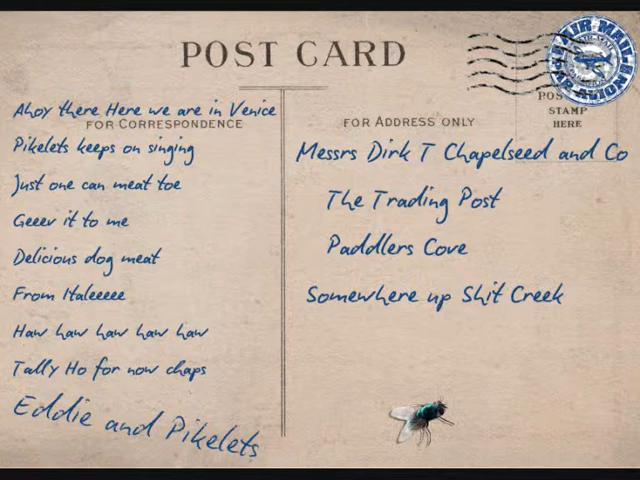 POST CARD
AIR MAIL
PAR AVION
POS
STAMP
HERE
FOR CORRESPONDENCE
FOR ADDRESS ONLY
Ahoy there Here we are in Venice
Pikelets keeps on singing
Just one can meat toe
Geeev it to me
Delicious dog meat
From Italeeeee
Haw haw haw haw haw
Tally Ho for now chaps
Eddie and Pikelets
Messrs Dirk T Chapelseed and Co
The Trading Post
Paddlers Cove
Somewhere up Shit Creek